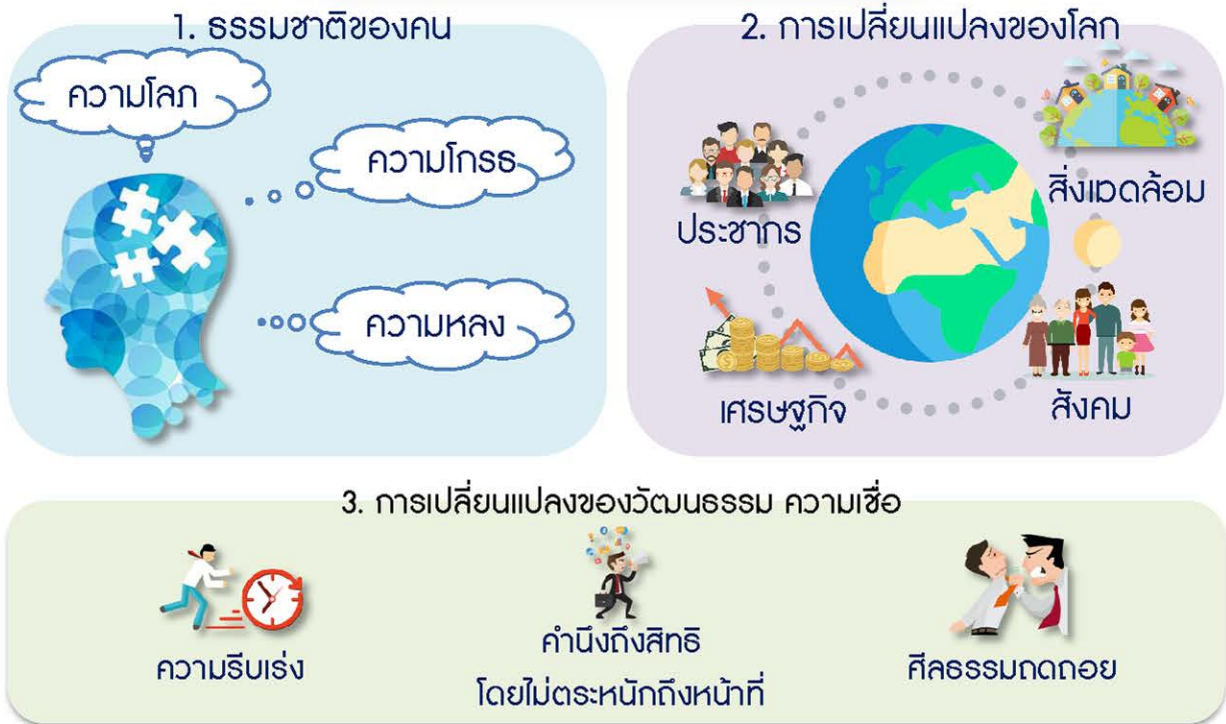 1. ธรรมชาติของคน
ความโลภ
ความโกรธ
ความหลง
2. การเปลี่ยนแปลงของโลก
ประชากร
สิ่งแวดล้อม
เศรษฐกิจ
สังคม
3. การเปลี่ยนแปลงของวัฒนธรรม ความเชื่อ
ความรีบเร่ง
คำนึงถึงสิทธิ
โดยไม่ตระหนักถึงหน้าที่
ศีลธรรมถดถอย